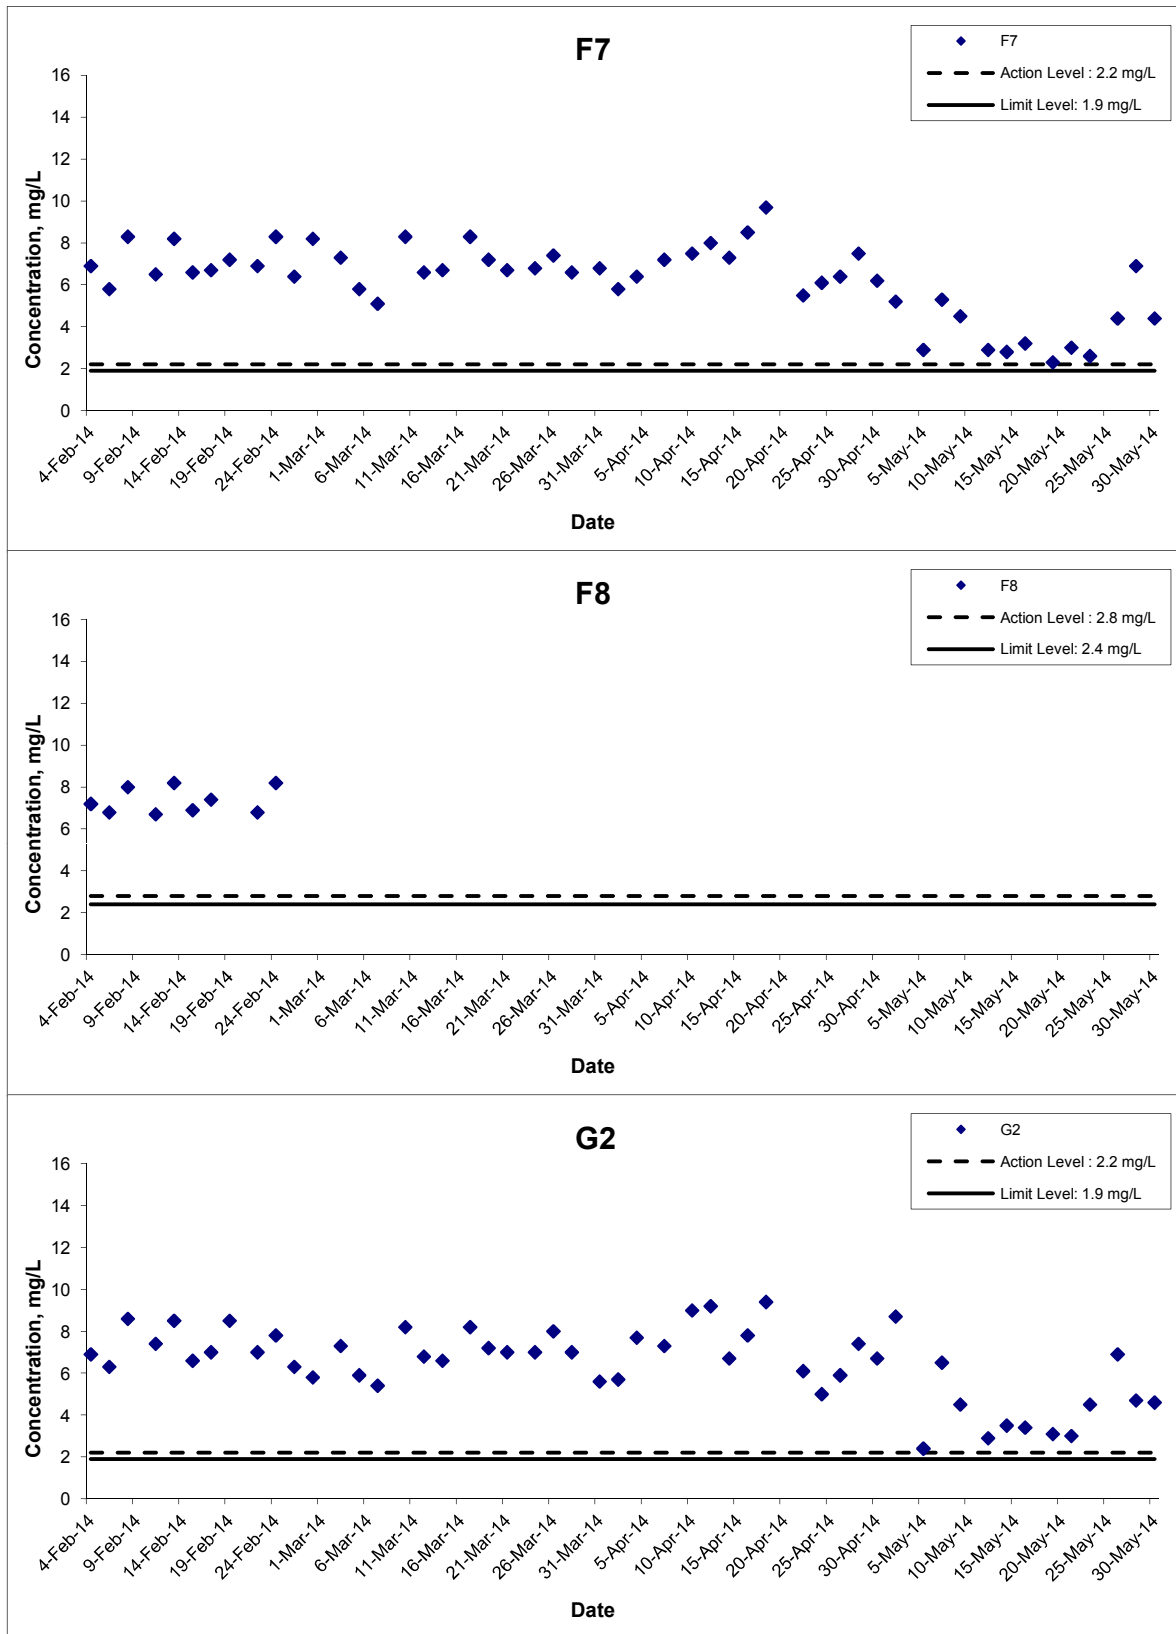 F7
F7
Action Level : 2.2 mg/L
Limit Level: 1.9 mg/L
Concentration, mg/L
16
14
12
10
8
6
4
2
0
4-Feb-14
9-Feb-14
14-Feb-14
19-Feb-14
24-Feb-14
1-Mar-14
6-Mar-14
11-Mar-14
16-Mar-14
21-Mar-14
26-Mar-14
31-Mar-14
5-Apr-14
10-Apr-14
15-Apr-14
20-Apr-14
25-Apr-14
30-Apr-14
5-May-14
10-May-14
15-May-14
20-May-14
25-May-14
30-May-14
Date
F8
F8
Action Level : 2.8 mg/L
Limit Level: 2.4 mg/L
Concentration, mg/L
16
14
12
10
8
6
4
2
0
4-Feb-14
9-Feb-14
14-Feb-14
19-Feb-14
24-Feb-14
1-Mar-14
6-Mar-14
11-Mar-14
16-Mar-14
21-Mar-14
26-Mar-14
31-Mar-14
5-Apr-14
10-Apr-14
15-Apr-14
20-Apr-14
25-Apr-14
30-Apr-14
5-May-14
10-May-14
15-May-14
20-May-14
25-May-14
30-May-14
Date
G2
G2
Action Level : 2.2 mg/L
Limit Level: 1.9 mg/L
Concentration, mg/L
16
14
12
10
8
6
4
2
0
4-Feb-14
9-Feb-14
14-Feb-14
19-Feb-14
24-Feb-14
1-Mar-14
6-Mar-14
11-Mar-14
16-Mar-14
21-Mar-14
26-Mar-14
31-Mar-14
5-Apr-14
10-Apr-14
15-Apr-14
20-Apr-14
25-Apr-14
30-Apr-14
5-May-14
10-May-14
15-May-14
20-May-14
25-May-14
30-May-14
Date